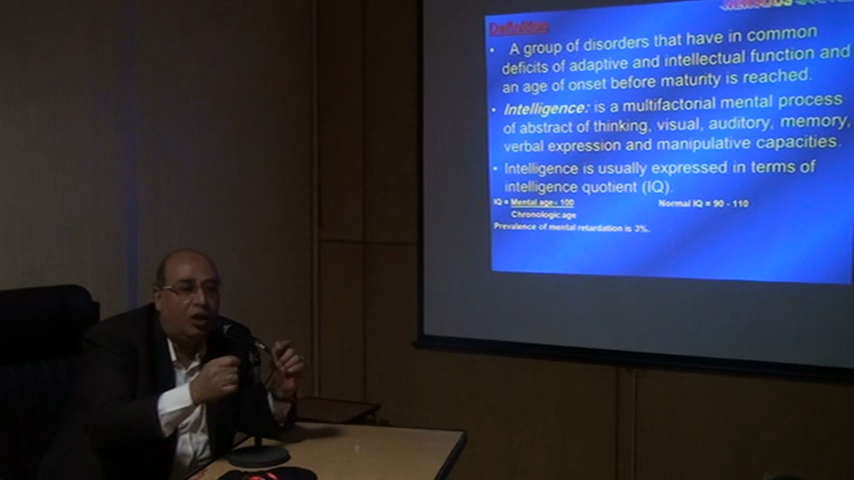 NERVOUS SYSTEM
Definition
• A group of disorders that have in common
deficits of adaptive and intellectual function and
an age of onset before maturity is reached.
• Intelligence: is a multifactorial mental process
of abstract of thinking, visual, auditory, memory,
verbal expression and manipulative capacities.
• Intelligence is usually expressed in terms of
intelligence quotient (IQ).
IQ = Mental age × 100 Normal IQ = 90 - 110
Chronologic age
Prevalence of mental retardation is 3%.